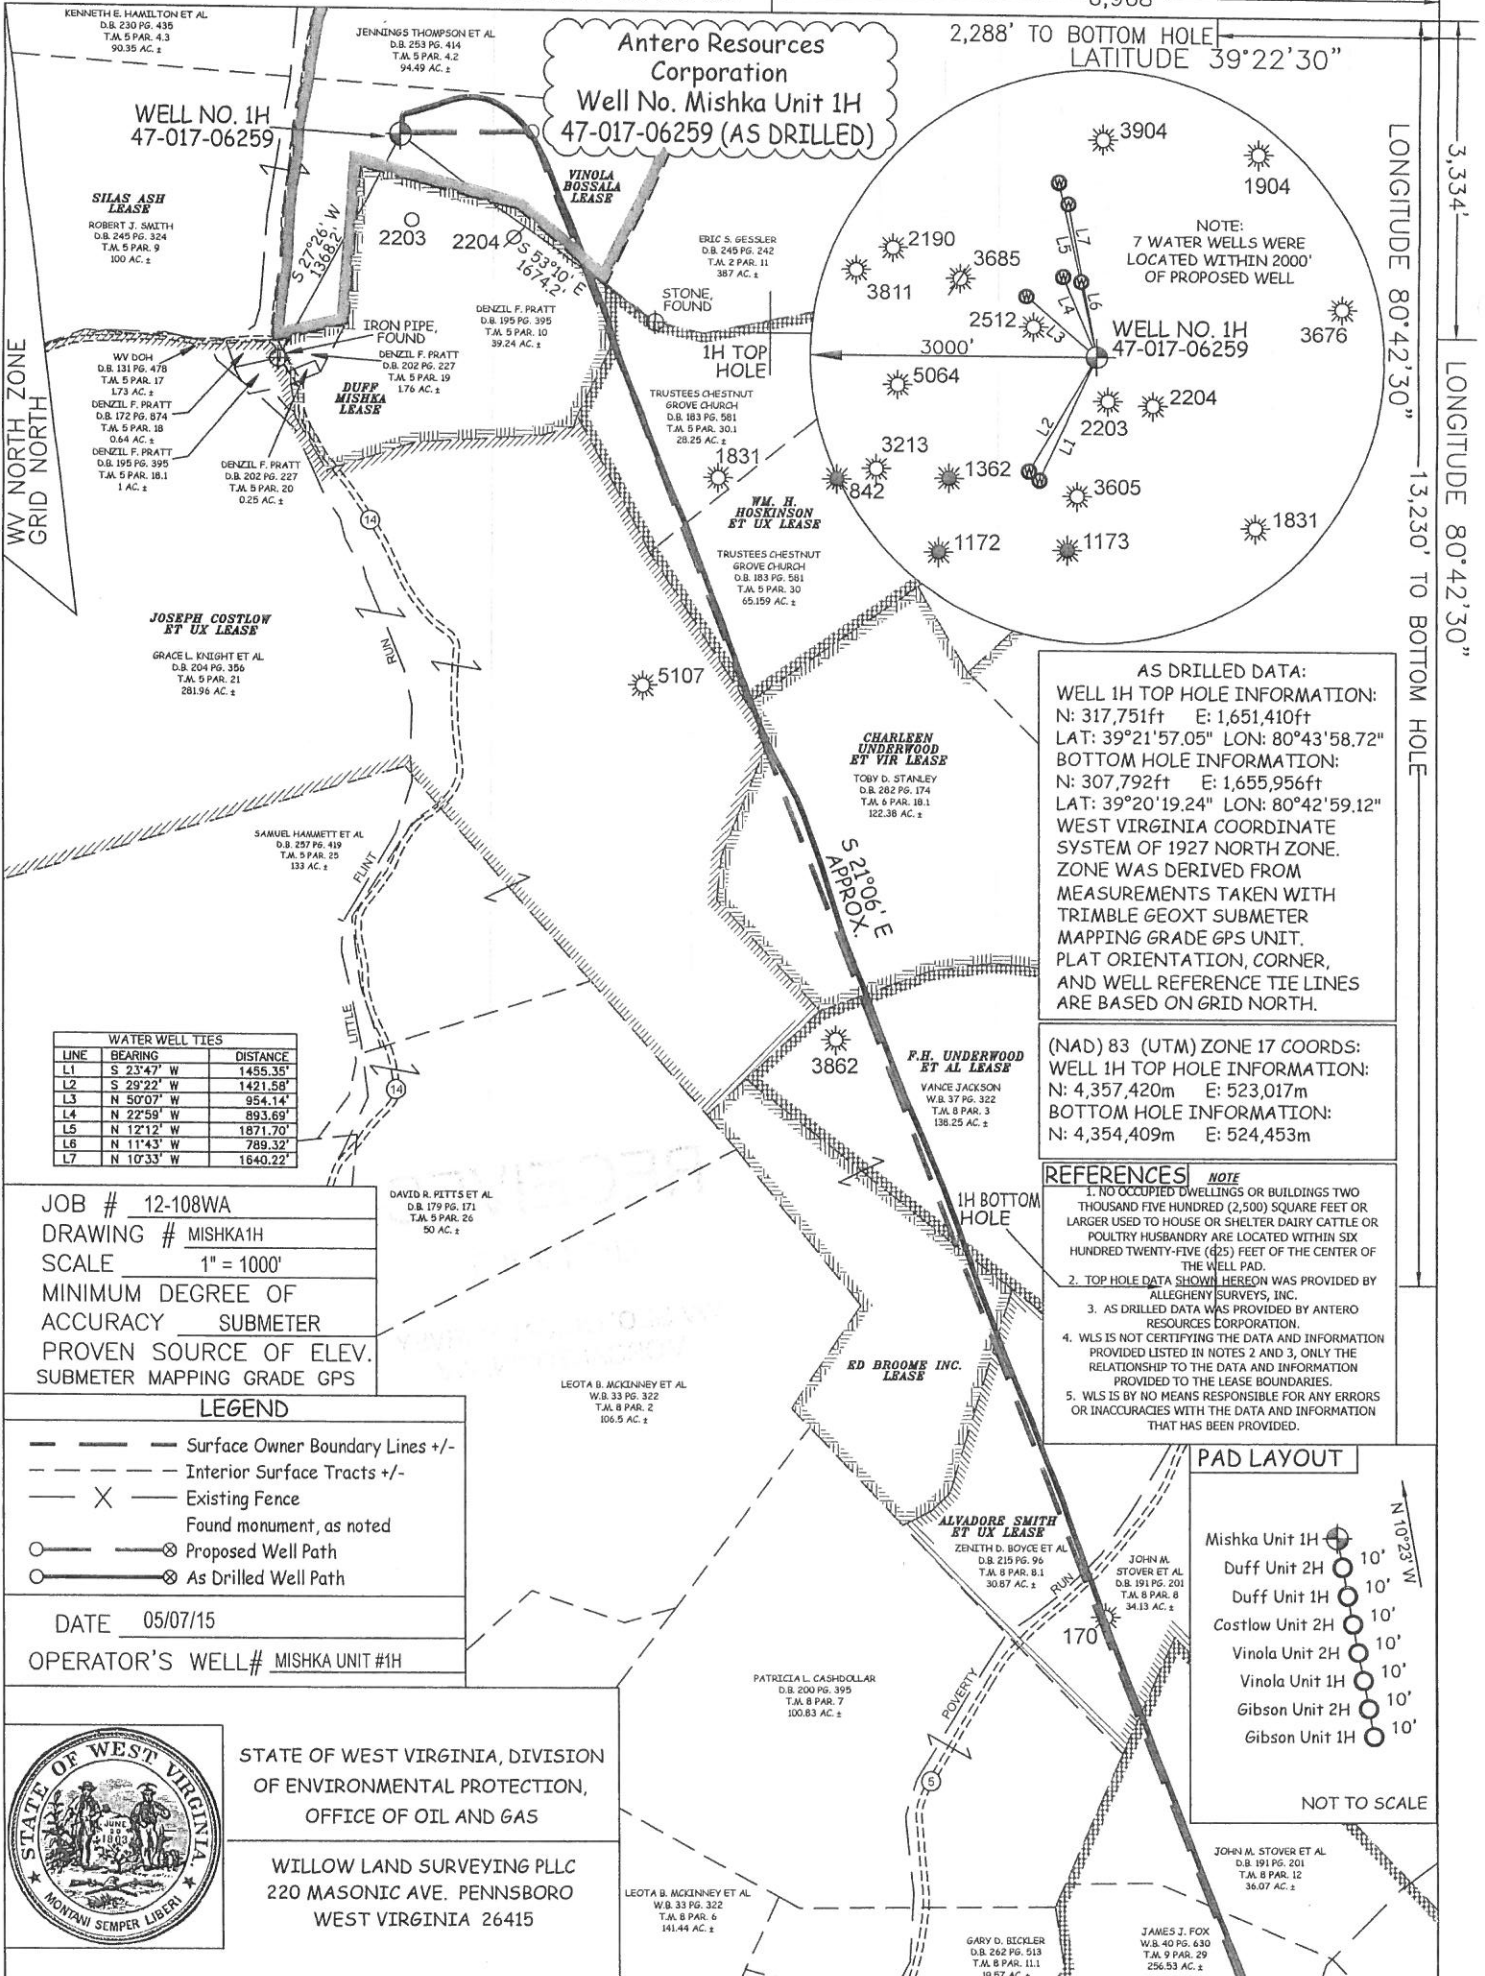 2,288' TO BOTTOM HOLE
LATITUDE 39°22'30"
3,334'
LONGITUDE 80°42'30"
13,230' TO BOTTOM HOLE
LONGITUDE 80°42'30"
Antero Resources
Corporation
Well No. Mishka Unit 1H
47-017-06259 (AS DRILLED)
KENNETH E. HAMILTON ET AL
D.B. 230 PG. 435
T.M. 5 PAR. 4.3
90.35 AC. ±
JENNINGS THOMPSON ET AL
D.B. 253 PG. 414
T.M. 5 PAR. 4.2
94.49 AC. ±
WELL NO. 1H
47-017-06259
SILAS ASH
LEASE
ROBERT J. SMITH
D.B. 245 PG. 324
T.M. 5 PAR. 9
100 AC. ±
S 27°26' W
1368.2'
2203
2204
S 53°10' E
1674.2'
VINOLA
BOSSALA
LEASE
ERIC S. GESSLER
D.B. 245 PG. 242
T.M. 2 PAR. 11
387 AC. ±
STONE,
FOUND
DENZIL F. PRATT
D.B. 195 PG. 395
T.M. 5 PAR. 10
39.24 AC. ±
IRON PIPE,
FOUND
DENZIL F. PRATT
D.B. 202 PG. 227
T.M. 5 PAR. 19
1.76 AC. ±
DUFF
MISHKA
LEASE
1H TOP
HOLE
WV DOH
D.B. 131 PG. 478
T.M. 5 PAR. 17
1.73 AC. ±
DENZIL F. PRATT
D.B. 172 PG. 874
T.M. 5 PAR. 18
0.64 AC. ±
DENZIL F. PRATT
D.B. 195 PG. 395
T.M. 5 PAR. 18.1
1 AC. ±
DENZIL F. PRATT
D.B. 202 PG. 227
T.M. 5 PAR. 20
0.25 AC. ±
WV NORTH ZONE
GRID NORTH
TRUSTEES CHESTNUT
GROVE CHURCH
D.B. 183 PG. 581
T.M. 5 PAR. 30.1
28.25 AC. ±
1831
WM. H.
HOSKINSON
ET UX LEASE
TRUSTEES CHESTNUT
GROVE CHURCH
D.B. 183 PG. 581
T.M. 5 PAR. 30
65.159 AC. ±
3904
1904
NOTE:
7 WATER WELLS WERE
LOCATED WITHIN 2000'
OF PROPOSED WELL
2190
3811
3685
2512
L7
L5
L6
L4
L3
3676
WELL NO. 1H
47-017-06259
3000'
5064
2204
2203
L2
L1
3213
842
1362
3605
1172
1173
1831
14
RUN
JOSEPH COSTLOW
ET UX LEASE
GRACE L. KNIGHT ET AL
D.B. 204 PG. 356
T.M. 5 PAR. 21
281.96 AC. ±
5107
CHARLEEN
UNDERWOOD
ET VIR LEASE
TOBY D. STANLEY
D.B. 282 PG. 174
T.M. 6 PAR. 18.1
122.38 AC. ±
S 21°06' E
APPROX.
SAMUEL HAMMETT ET AL
D.B. 257 PG. 419
T.M. 5 PAR. 25
133 AC. ±
FLINT
LITTLE
14
3862
F.H. UNDERWOOD
ET AL LEASE
VANCE JACKSON
W.B. 37 PG. 322
T.M. 8 PAR. 3
136.25 AC. ±
AS DRILLED DATA:
WELL 1H TOP HOLE INFORMATION:
N: 317,751ft E: 1,651,410ft
LAT: 39°21'57.05" LON: 80°43'58.72"
BOTTOM HOLE INFORMATION:
N: 307,792ft E: 1,655,956ft
LAT: 39°20'19.24" LON: 80°42'59.12"
WEST VIRGINIA COORDINATE
SYSTEM OF 1927 NORTH ZONE.
ZONE WAS DERIVED FROM
MEASUREMENTS TAKEN WITH
TRIMBLE GEOXT SUBMETER
MAPPING GRADE GPS UNIT.
PLAT ORIENTATION, CORNER,
AND WELL REFERENCE TIE LINES
ARE BASED ON GRID NORTH.
(NAD) 83 (UTM) ZONE 17 COORDS:
WELL 1H TOP HOLE INFORMATION:
N: 4,357,420m E: 523,017m
BOTTOM HOLE INFORMATION:
N: 4,354,409m E: 524,453m
REFERENCES NOTE
1. NO OCCUPIED DWELLINGS OR BUILDINGS TWO
THOUSAND FIVE HUNDRED (2,500) SQUARE FEET OR
LARGER USED TO HOUSE OR SHELTER DAIRY CATTLE OR
POULTRY HUSBANDRY ARE LOCATED WITHIN SIX
HUNDRED TWENTY-FIVE (625) FEET OF THE CENTER OF
THE WELL PAD.
2. TOP HOLE DATA SHOWN HEREON WAS PROVIDED BY
ALLEGHENY SURVEYS, INC.
3. AS DRILLED DATA WAS PROVIDED BY ANTERO
RESOURCES CORPORATION.
4. WLS IS NOT CERTIFYING THE DATA AND INFORMATION
PROVIDED LISTED IN NOTES 2 AND 3, ONLY THE
RELATIONSHIP TO THE DATA AND INFORMATION
PROVIDED TO THE LEASE BOUNDARIES.
5. WLS IS BY NO MEANS RESPONSIBLE FOR ANY ERRORS
OR INACCURACIES WITH THE DATA AND INFORMATION
THAT HAS BEEN PROVIDED.
WATER WELL TIES
LINE BEARING DISTANCE
L1 S 23°47' W 1455.35'
L2 S 29°22' W 1421.58'
L3 N 50°07' W 954.14'
L4 N 22°59' W 893.69'
L5 N 12°12' W 1871.70'
L6 N 11°43' W 789.32'
L7 N 10°33' W 1640.22'
JOB # 12-108WA
DRAWING # MISHKA1H
SCALE 1" = 1000'
MINIMUM DEGREE OF
ACCURACY SUBMETER
PROVEN SOURCE OF ELEV.
SUBMETER MAPPING GRADE GPS
DAVID R. PITTS ET AL
D.B. 179 PG. 171
T.M. 5 PAR. 26
50 AC. ±
1H BOTTOM
HOLE
ED BROOME INC.
LEASE
LEOTA B. MCKINNEY ET AL
W.B. 33 PG. 322
T.M. 8 PAR. 2
106.5 AC. ±
LEGEND
Surface Owner Boundary Lines +/-
Interior Surface Tracts +/-
X Existing Fence
Found monument, as noted
Proposed Well Path
As Drilled Well Path
DATE 05/07/15
OPERATOR'S WELL# MISHKA UNIT #1H
ALVADORE SMITH
ET UX LEASE
ZENITH D. BOYCE ET AL
D.B. 215 PG. 96
T.M. 8 PAR. 8.1
30.87 AC. ±
JOHN M.
STOVER ET AL
D.B. 191 PG. 201
T.M. 8 PAR. 8
34.13 AC. ±
RUN
170
POVERTY
5
PATRICIA L. CASHDOLLAR
D.B. 200 PG. 395
T.M. 8 PAR. 7
100.83 AC. ±
PAD LAYOUT
N 10°23' W
Mishka Unit 1H
10'
Duff Unit 2H
10'
Duff Unit 1H
10'
Costlow Unit 2H
10'
Vinola Unit 2H
10'
Vinola Unit 1H
10'
Gibson Unit 2H
10'
Gibson Unit 1H
NOT TO SCALE
JOHN M. STOVER ET AL
D.B. 191 PG. 201
T.M. 8 PAR. 12
36.07 AC. ±
STATE OF WEST VIRGINIA
JUNE
20
1863
MONTANI SEMPER LIBERI
STATE OF WEST VIRGINIA, DIVISION
OF ENVIRONMENTAL PROTECTION,
OFFICE OF OIL AND GAS
WILLOW LAND SURVEYING PLLC
220 MASONIC AVE. PENNSBORO
WEST VIRGINIA 26415
LEOTA B. MCKINNEY ET AL
W.B. 33 PG. 322
T.M. 8 PAR. 6
141.44 AC. ±
GARY D. BICKLER
D.B. 262 PG. 513
T.M. 8 PAR. 11.1
JAMES J. FOX
W.B. 40 PG. 630
T.M. 9 PAR. 29
256.53 AC. ±